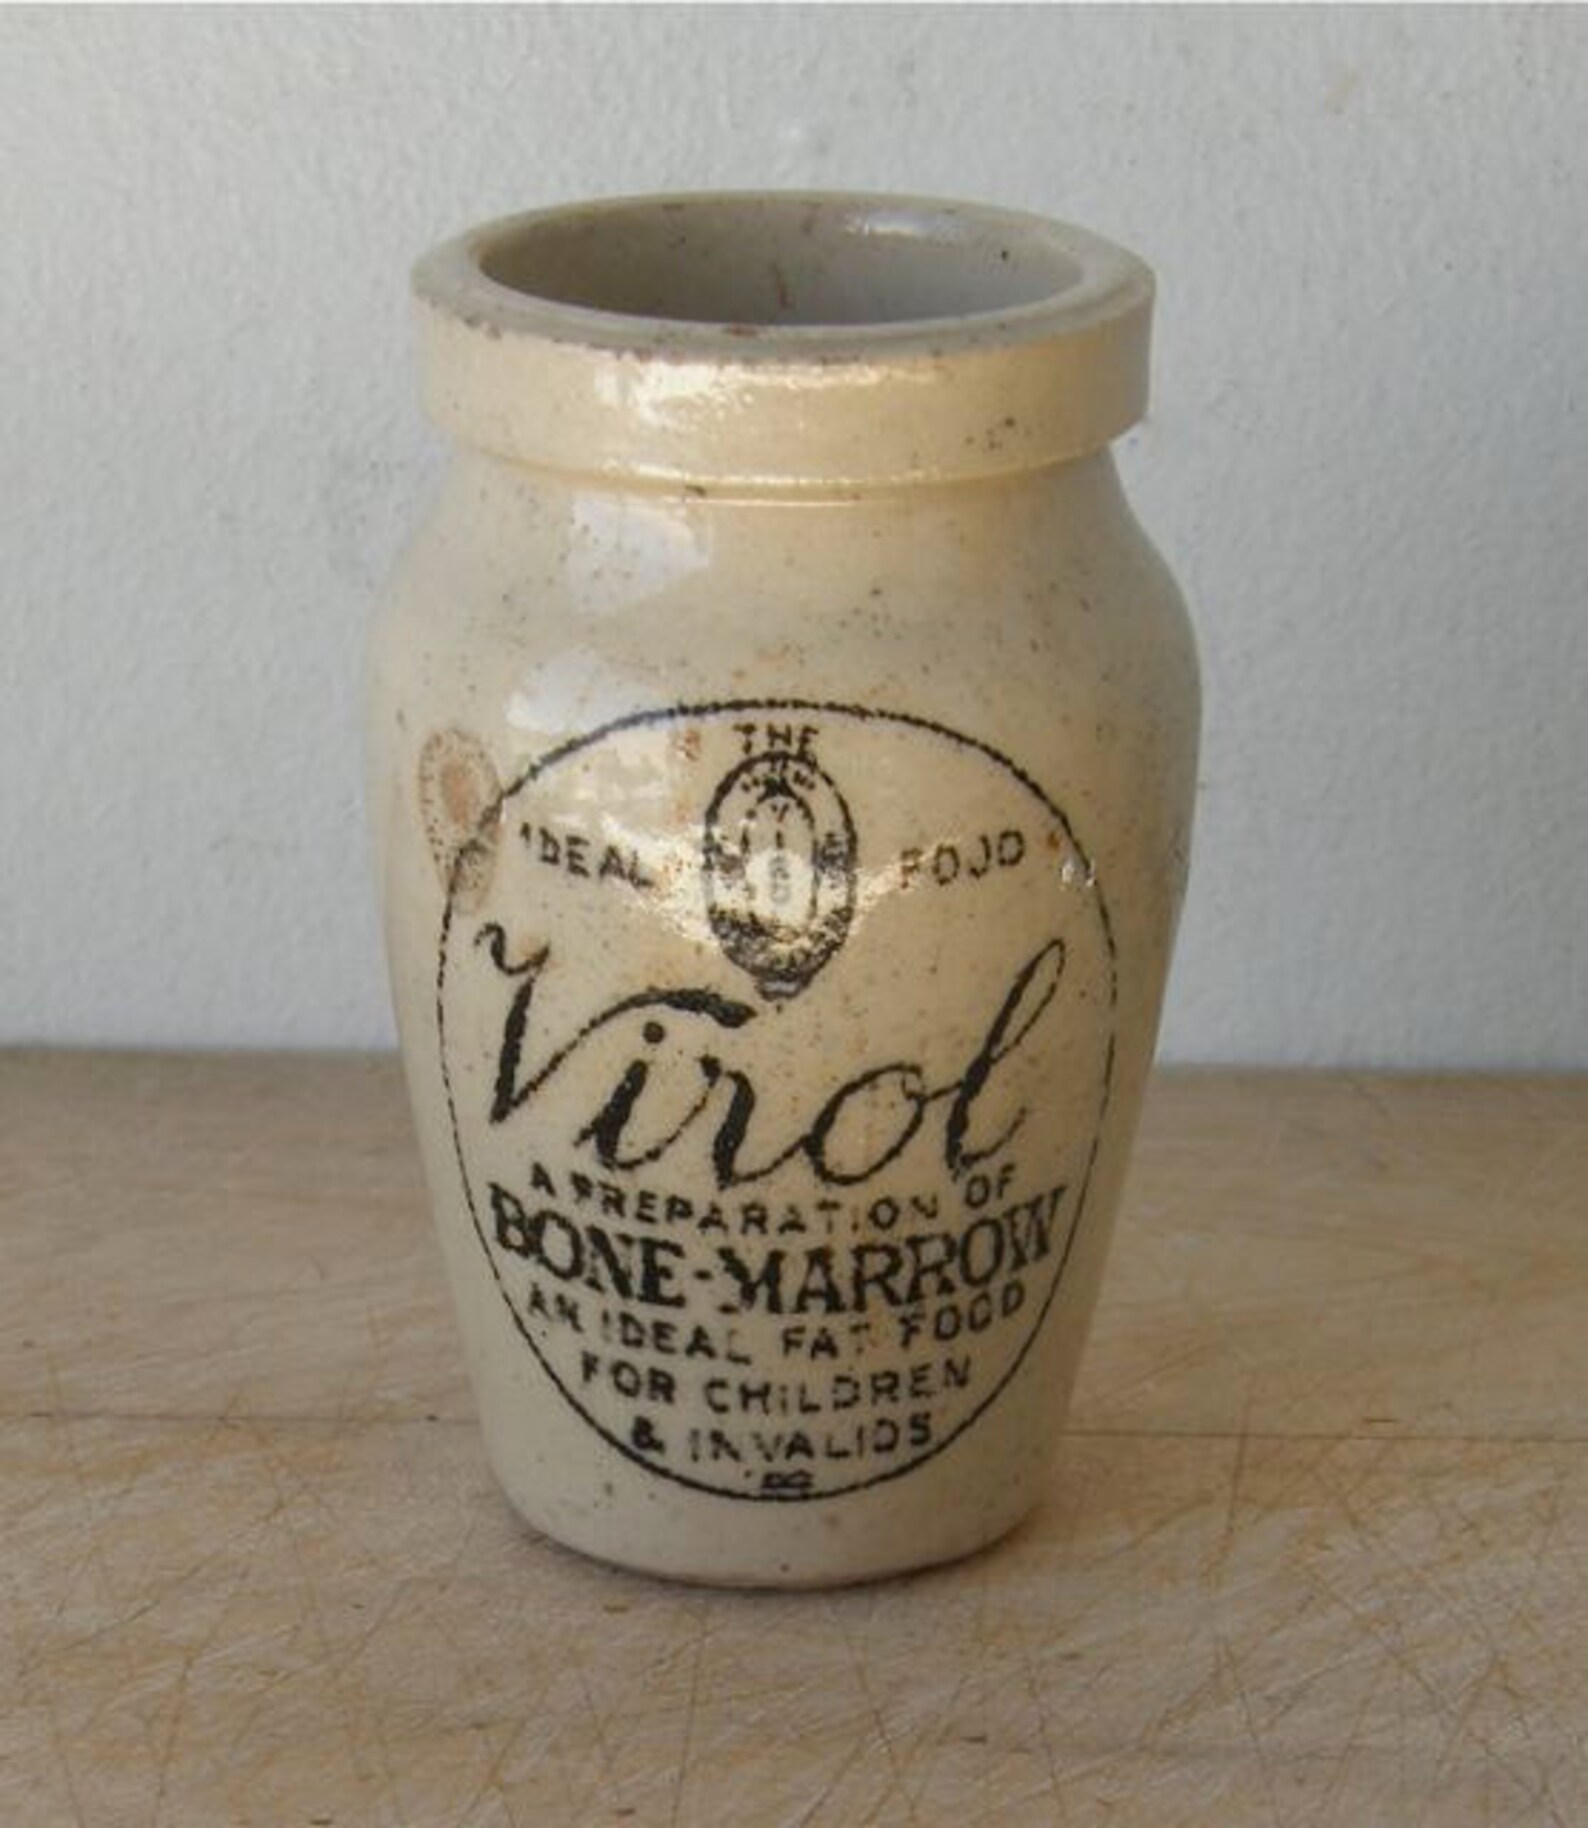 THE
IDEAL FOOD
Virol
A PREPARATION OF
BONE-MARROW
AN IDEAL FAT FOOD
FOR CHILDREN
& INVALIDS